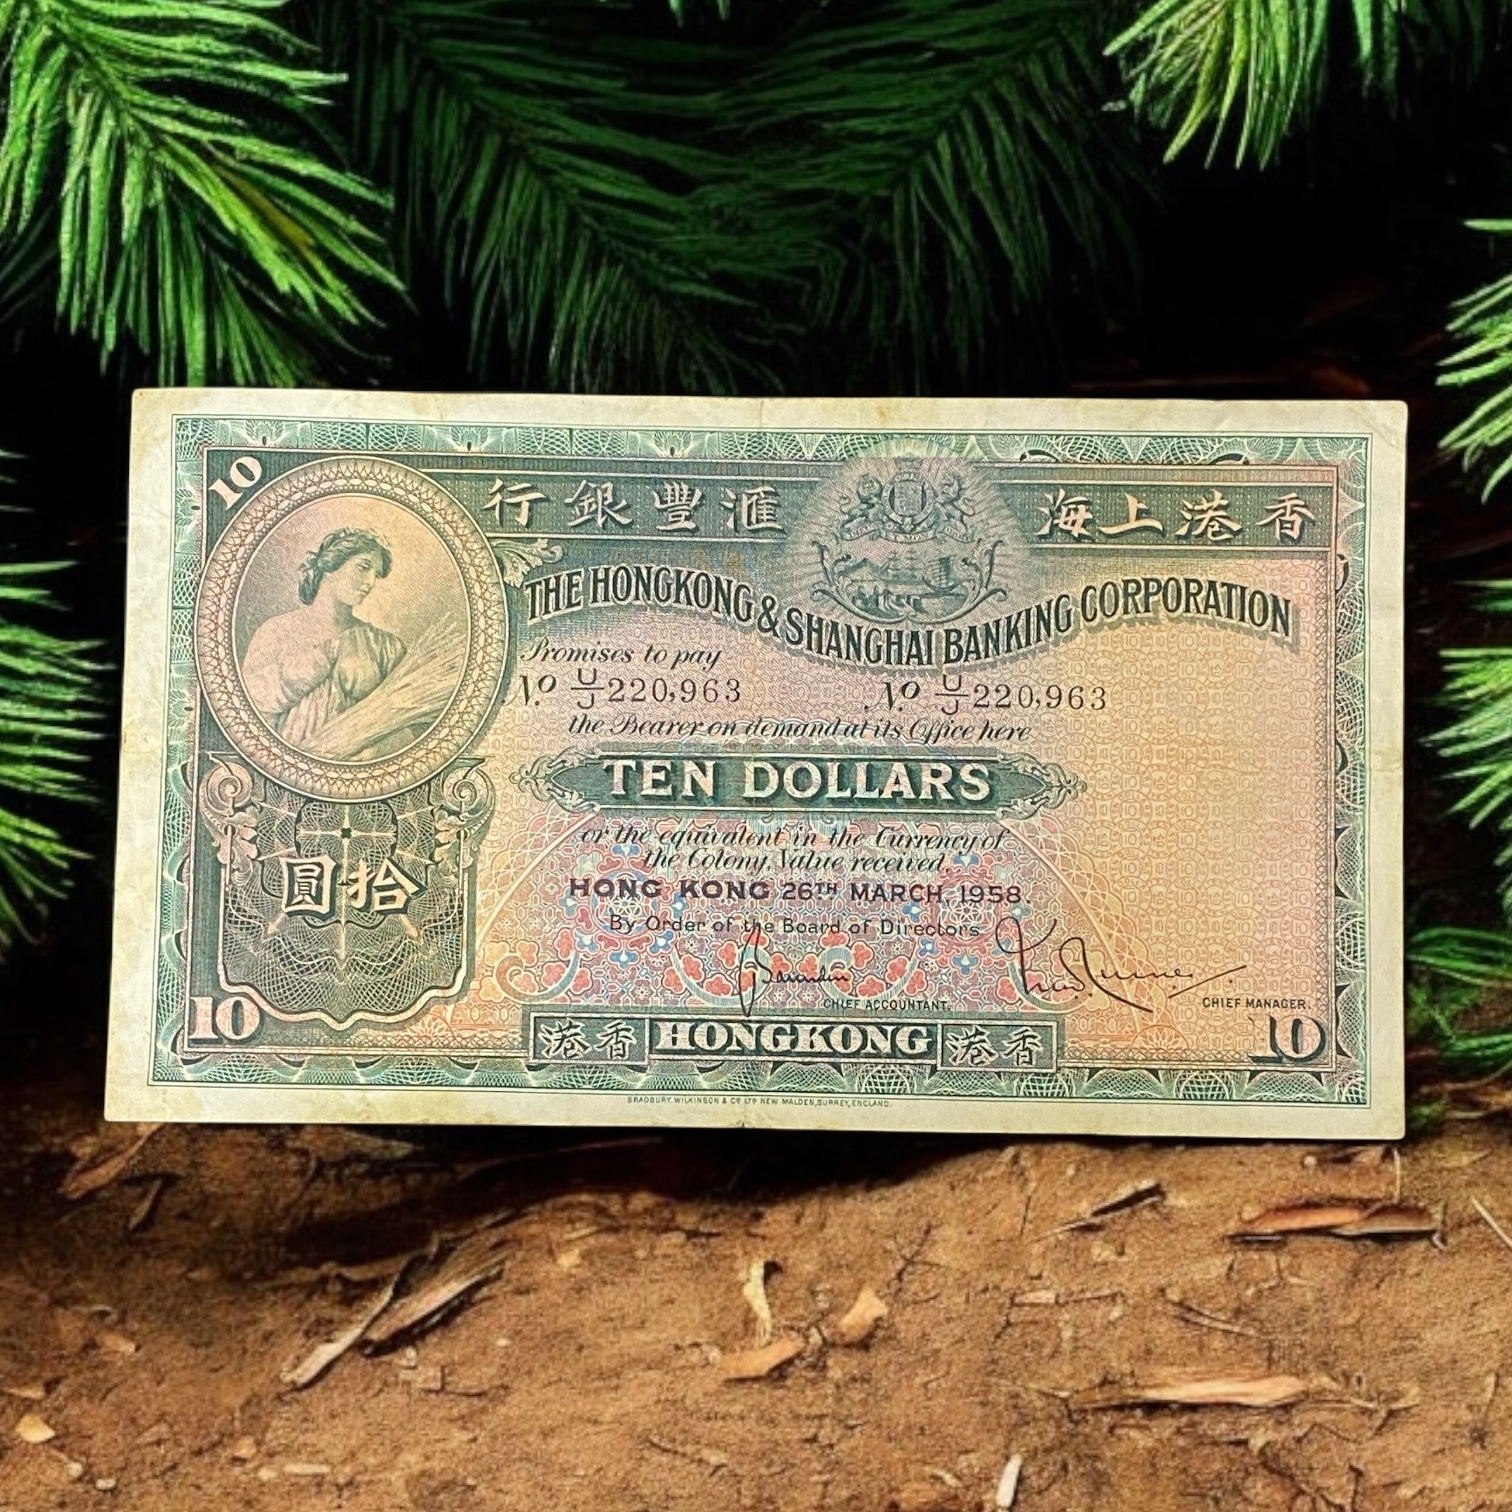 10
行銀豐滙 海上港香
THE HONGKONG & SHANGHAI BANKING CORPORATION
Promises to pay
No. U/J 220,963 No. U/J 220,963
the Bearer on demand at its Office here
TEN DOLLARS
or the equivalent in the Currency of
the Colony, Value received.
圓拾
HONG KONG 26TH MARCH, 1958.
By Order of the Board of Directors
CHIEF ACCOUNTANT. CHIEF MANAGER.
10 港香 HONGKONG 港香 10
BRADBURY, WILKINSON & CO LTD NEW MALDEN, SURREY, ENGLAND.